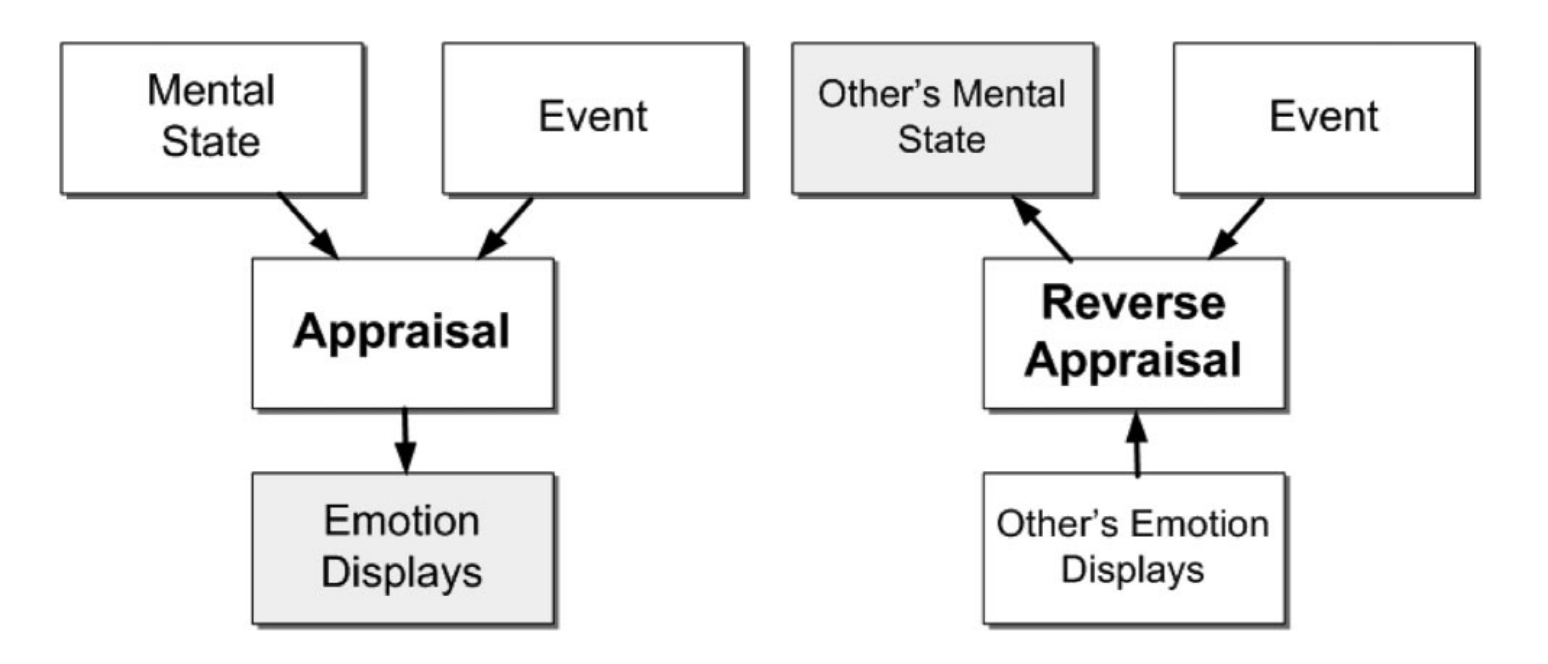 Mental
State
Event
Other's Mental
State
Event
Appraisal
Reverse
Appraisal
Emotion
Displays
Other's Emotion
Displays